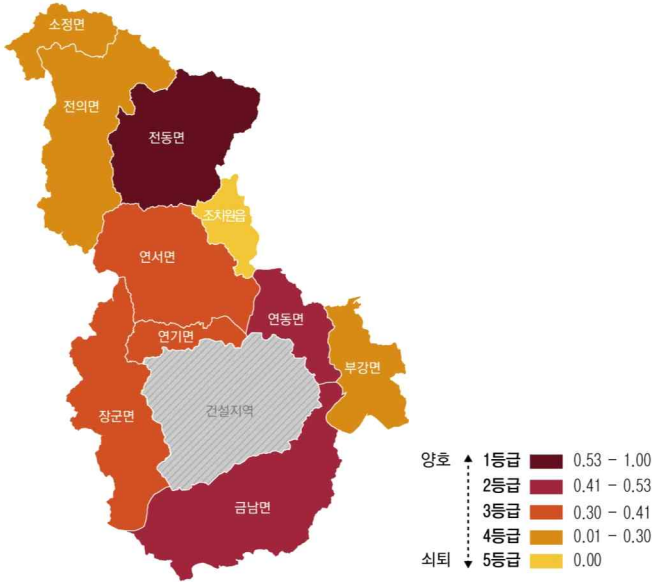 소정면
전의면
전동면
조치원읍
연서면
연동면
연기면
부강면
건설지역
장군면
금남면
양호 1등급 0.53 - 1.00
2등급 0.41 - 0.53
3등급 0.30 - 0.41
4등급 0.01 - 0.30
쇠퇴 5등급 0.00